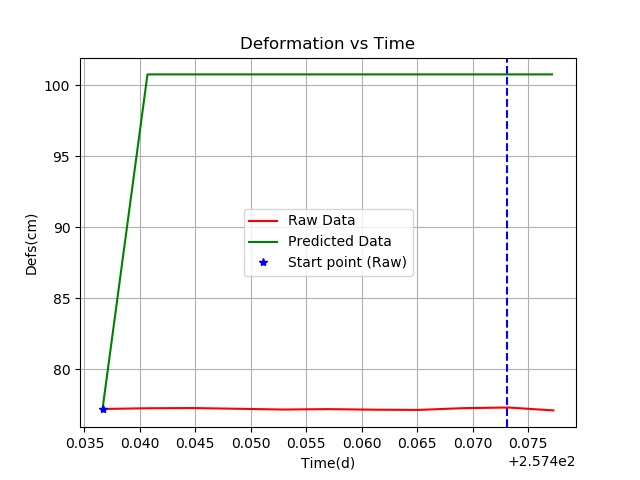 Deformation vs Time
Defs(cm)
100
95
90
85
80
Raw Data
Predicted Data
Start point (Raw)
0.035 0.040 0.045 0.050 0.055 0.060 0.065 0.070 0.075
Time(d)
+2.574e2